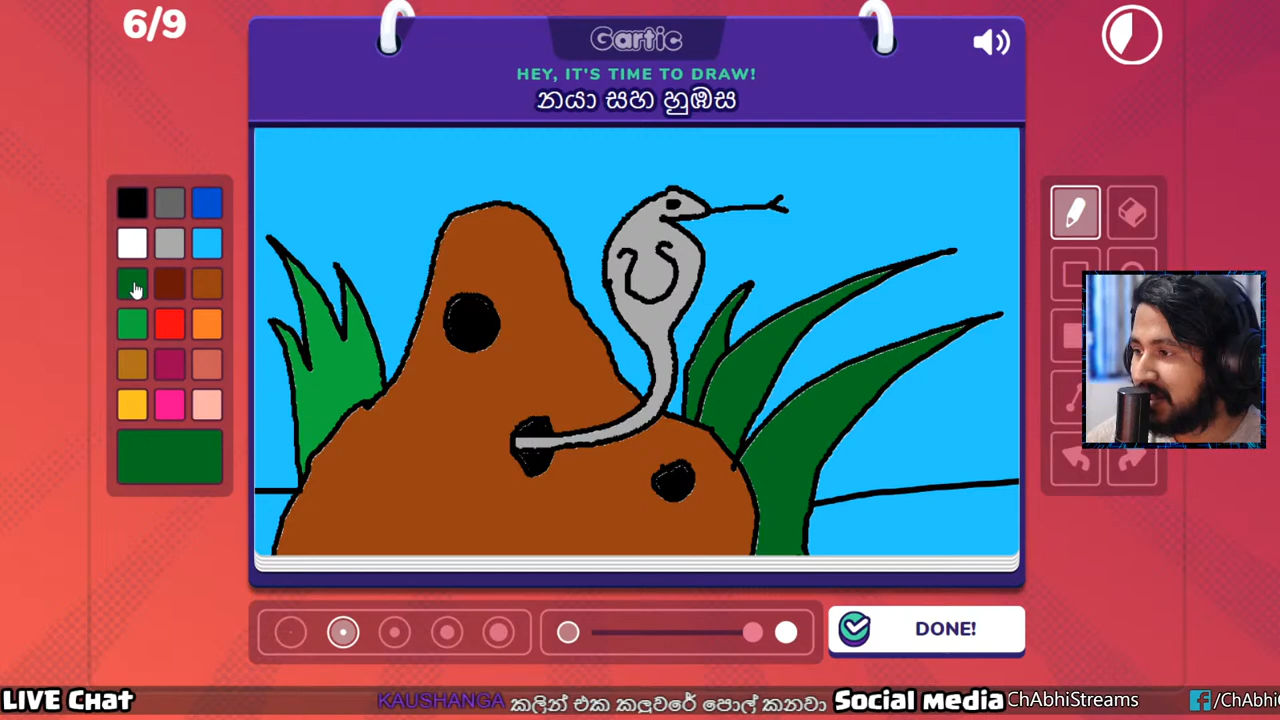 6/9
Gartic
HEY, IT'S TIME TO DRAW!
නයා සහ හුඹස
DONE!
LIVE Chat
KAUSHANGA කලින් එක කලුවරේ පොල් කනවා
Social Media
ChAbhiStreams
/ChAbhi